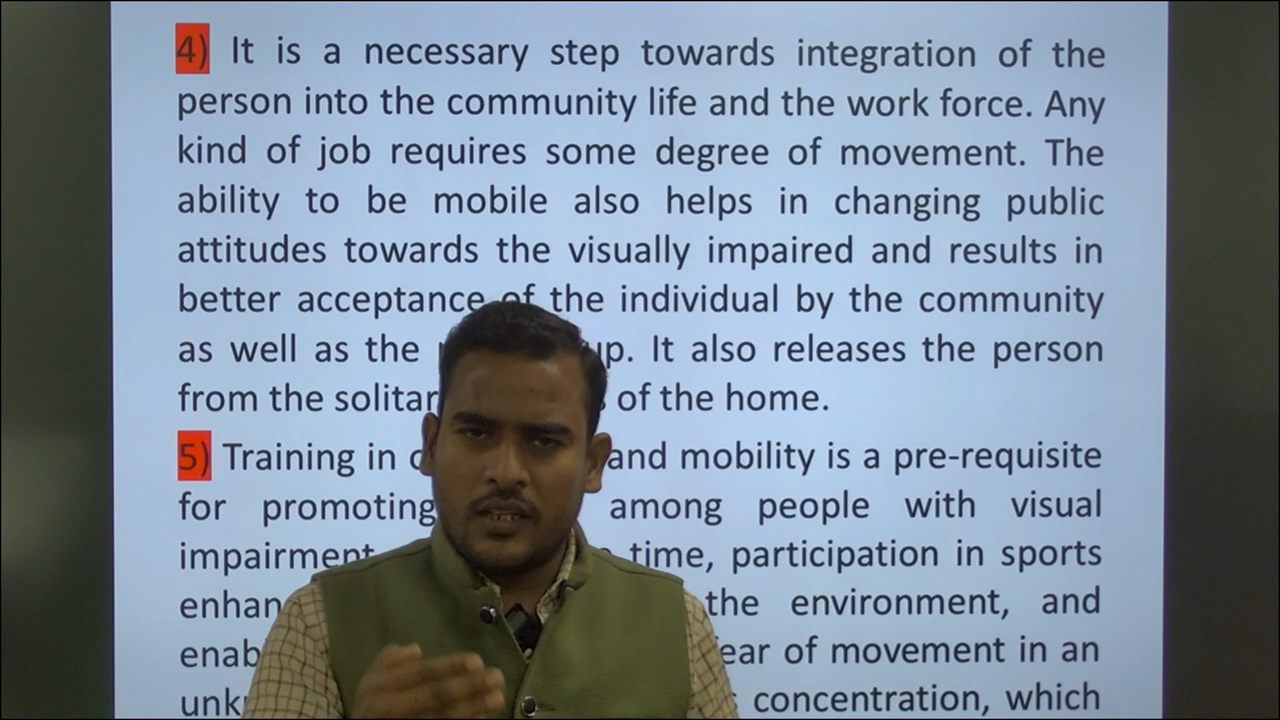 4) It is a necessary step towards integration of the
person into the community life and the work force. Any
kind of job requires some degree of movement. The
ability to be mobile also helps in changing public
attitudes towards the visually impaired and results in
better acceptance of the individual by the community
as well as the . It also releases the person
from the of the home.
5) Training in and mobility is a pre-requisite
for promoting among people with visual
impairment time, participation in sports
the environment, and
of movement in an
concentration, which